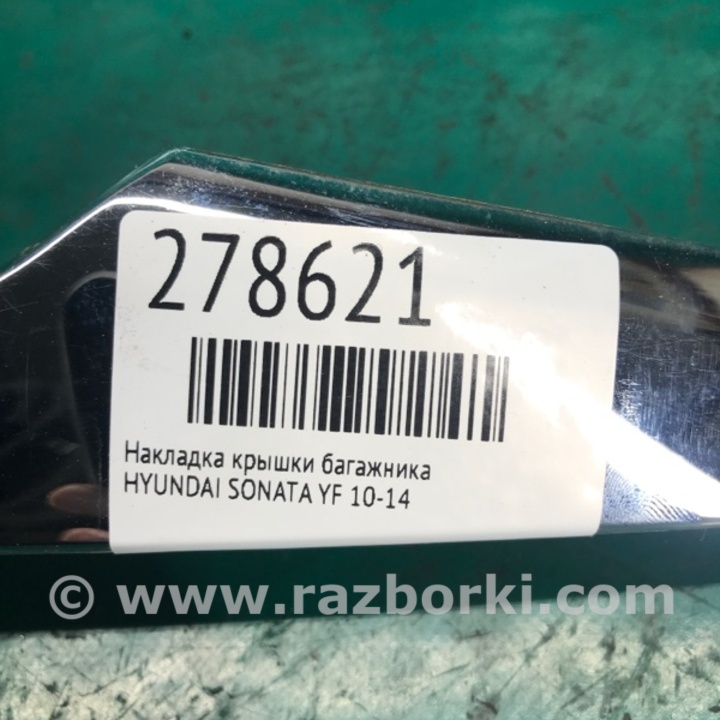 278621
Накладка крышки багажника
HYUNDAI SONATA YF 10-14
© www.razborki.com